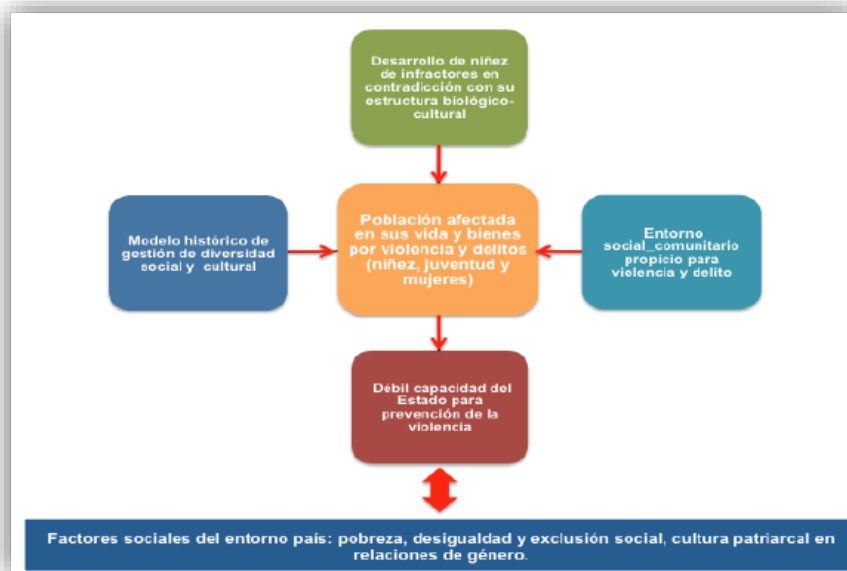 Desarrollo de niñez
de infractores en
contradicción con su
estructura biológico-
cultural
Modelo histórico de
gestión de diversidad
social y cultural
Población afectada
en sus vida y bienes
por violencia y delitos
(niñez, juventud y
mujeres)
Entorno
social_comunitario
propicio para
violencia y delito
Débil capacidad del
Estado para
prevención de la
violencia
Factores sociales del entorno país: pobreza, desigualdad y exclusión social, cultura patriarcal en
relaciones de género.